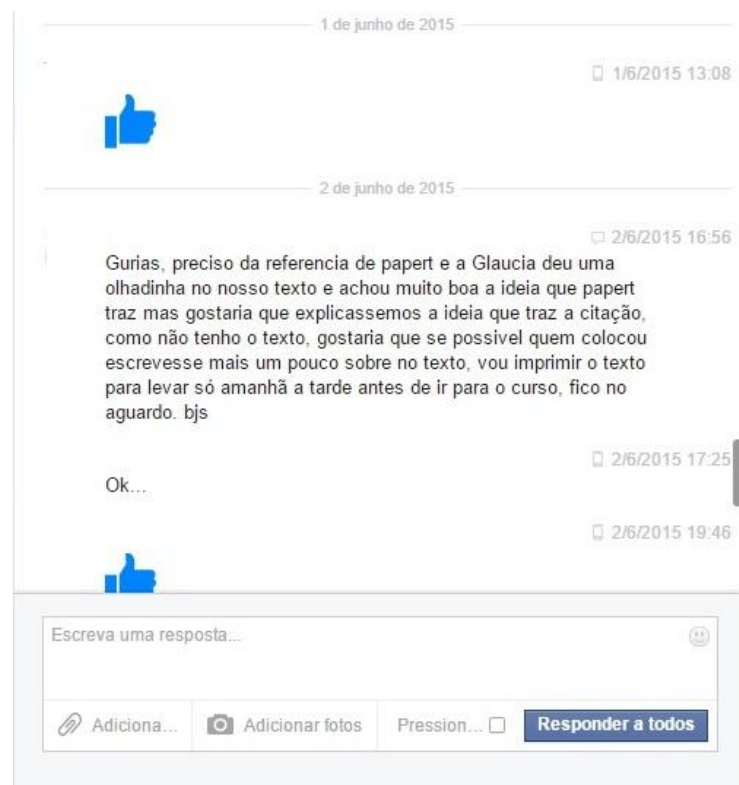 1 de junho de 2015
1/6/2015 13:08
2 de junho de 2015
2/6/2015 16:56
Gurias, preciso da referencia de papert e a Glaucia deu uma
olhadinha no nosso texto e achou muito boa a ideia que papert
traz mas gostaria que explicassemos a ideia que traz a citação,
como não tenho o texto, gostaria que se possivel quem colocou
escrevesse mais um pouco sobre no texto, vou imprimir o texto
para levar só amanhã a tarde antes de ir para o curso, fico no
aguardo. bjs
2/6/2015 17:25
Ok...
2/6/2015 19:46
Escreva uma resposta...
Adiciona... Adicionar fotos Pression... Responder a todos